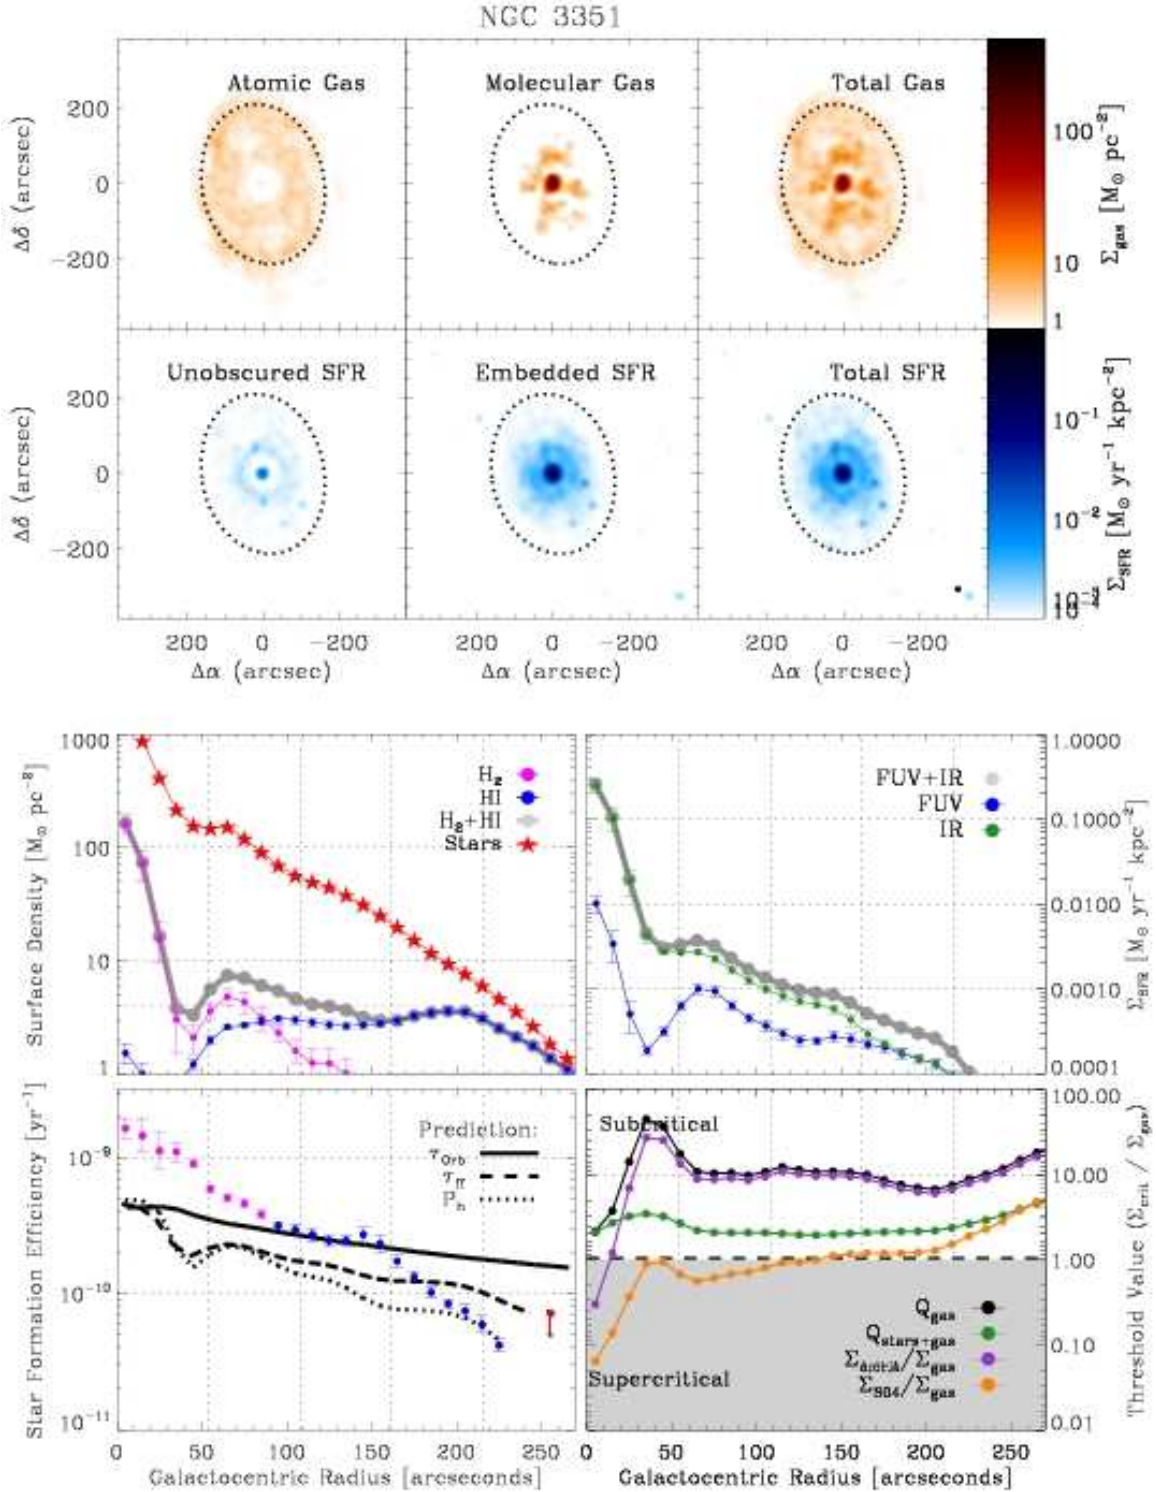 NGC 3351
Atomic Gas
Molecular Gas
Total Gas
200
0
−200
Δδ (arcsec)
100
10
1
Σgas [M⊙ pc⁻²]
Unobscured SFR
Embedded SFR
Total SFR
200
0
−200
Δδ (arcsec)
10⁻¹
10⁻²
ΣSFR [M⊙ yr⁻¹ kpc⁻²]
200 0 −200
200 0 −200
200 0 −200
Δα (arcsec)
Δα (arcsec)
Δα (arcsec)
1000
100
10
1
Surface Density [M⊙ pc⁻²]
H₂
HI
H₂+HI
Stars
FUV+IR
FUV
IR
1.0000
0.1000
0.0100
0.0010
0.0001
ΣSFR [M⊙ yr⁻¹ kpc⁻²]
10⁻⁹
10⁻¹⁰
10⁻¹¹
Star Formation Efficiency [yr⁻¹]
Prediction:
τOrb
τff
Ph
Subcritical
Supercritical
Qgas
Qstars+gas
/Σgas
ΣS04/Σgas
100.00
10.00
1.00
0.10
0.01
Threshold Value (Σcrit / Σgas)
0 50 100 150 200 250
0 50 100 150 200 250
Galactocentric Radius [arcseconds]
Galactocentric Radius [arcseconds]